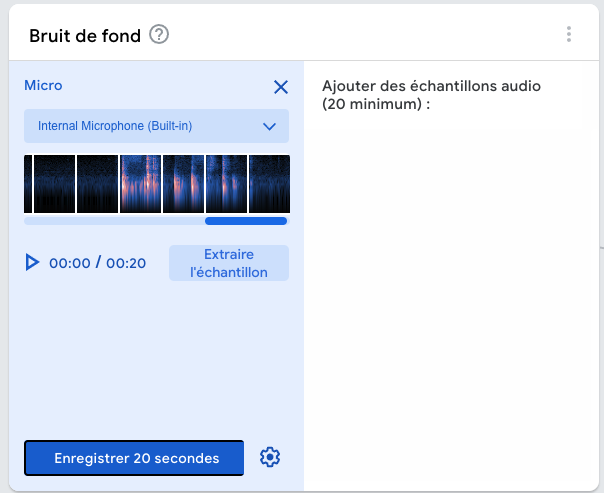 Bruit de fond ?
Micro
Internal Microphone (Built-in)
00:00 / 00:20
Extraire
l'échantillon
Enregistrer 20 secondes
Ajouter des échantillons audio
(20 minimum) :